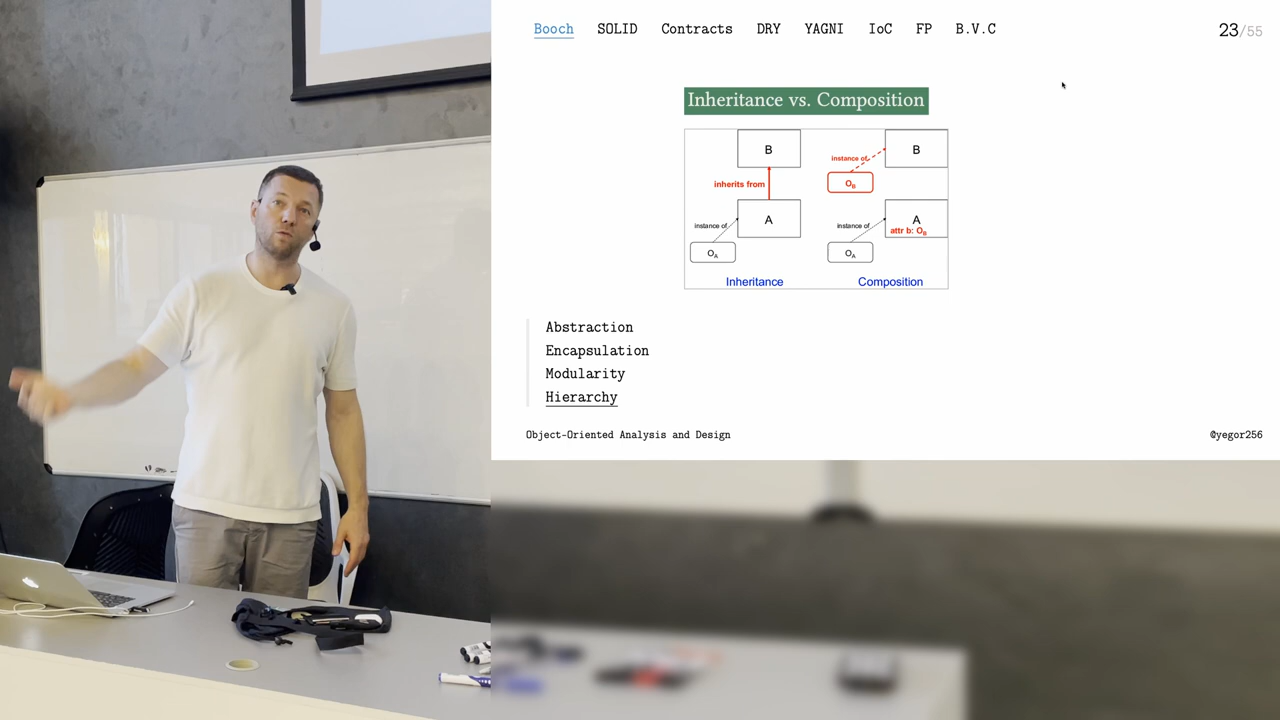 Booch SOLID Contracts DRY YAGNI IoC FP B.V.C 23/55
Inheritance vs. Composition
B B
instance of
inherits from OB
A A
instance of instance of attr b: OB
OA OA
Inheritance Composition
Abstraction
Encapsulation
Modularity
Hierarchy
Object-Oriented Analysis and Design @yegor256